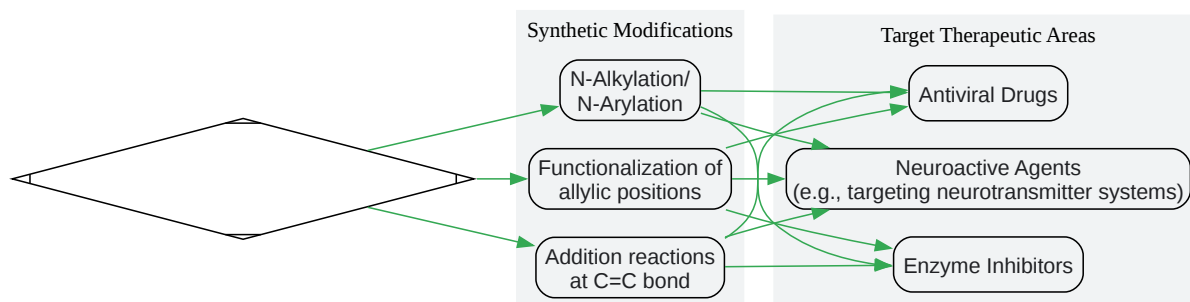 Synthetic Modifications
N-Alkylation/
N-Arylation
Functionalization of
allylic positions
Addition reactions
at C=C bond
Target Therapeutic Areas
Antiviral Drugs
Neuroactive Agents
(e.g., targeting neurotransmitter systems)
Enzyme Inhibitors